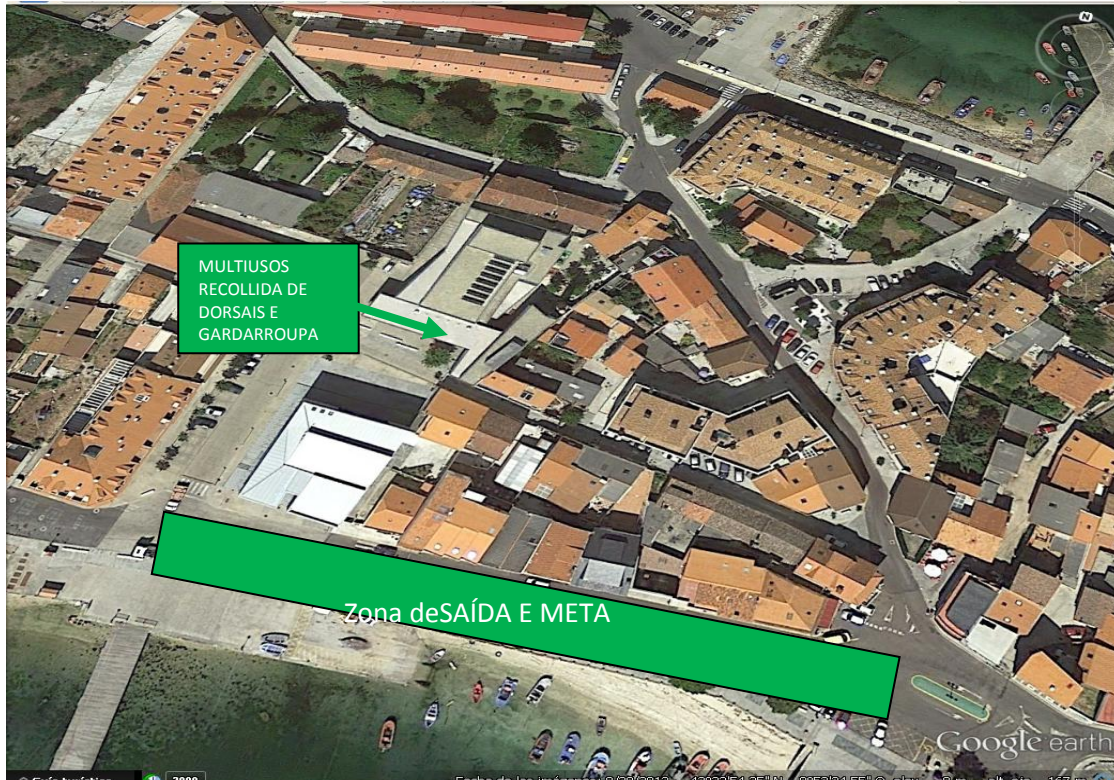 N
MULTIUSOS
RECOLLIDA DE
DORSAIS E
GARDARROUPA
Zona deSAÍDA E META
Google earth